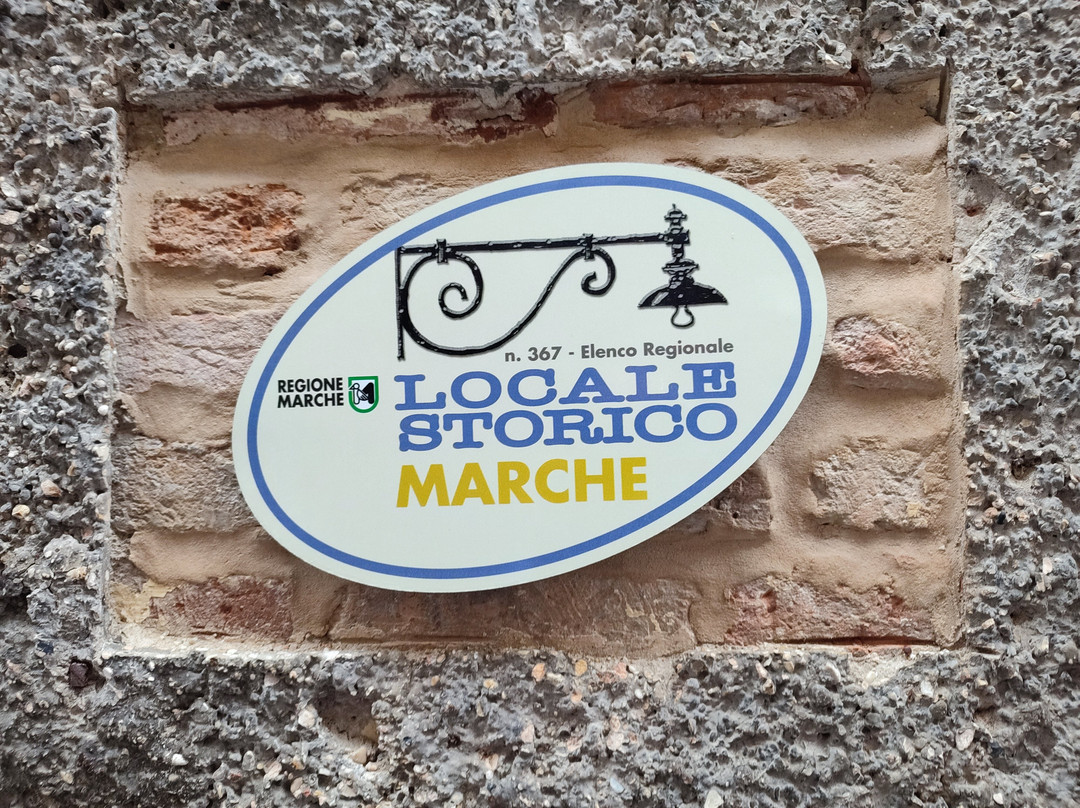 n. 367 - Elenco Regionale
REGIONE
MARCHE
LOCALE
STORICO
MARCHE